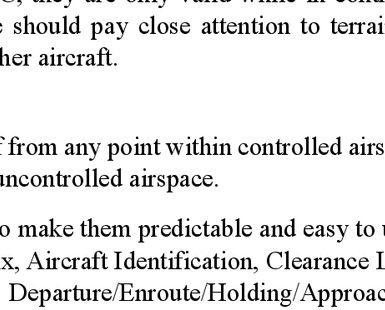 C, they are only valid while in cont
e should pay close attention to terrai
her aircraft.
f from any point within controlled airs
uncontrolled airspace.
o make them predictable and easy to u
x, Aircraft Identification, Clearance L
Departure/Enroute/Holding/Approac